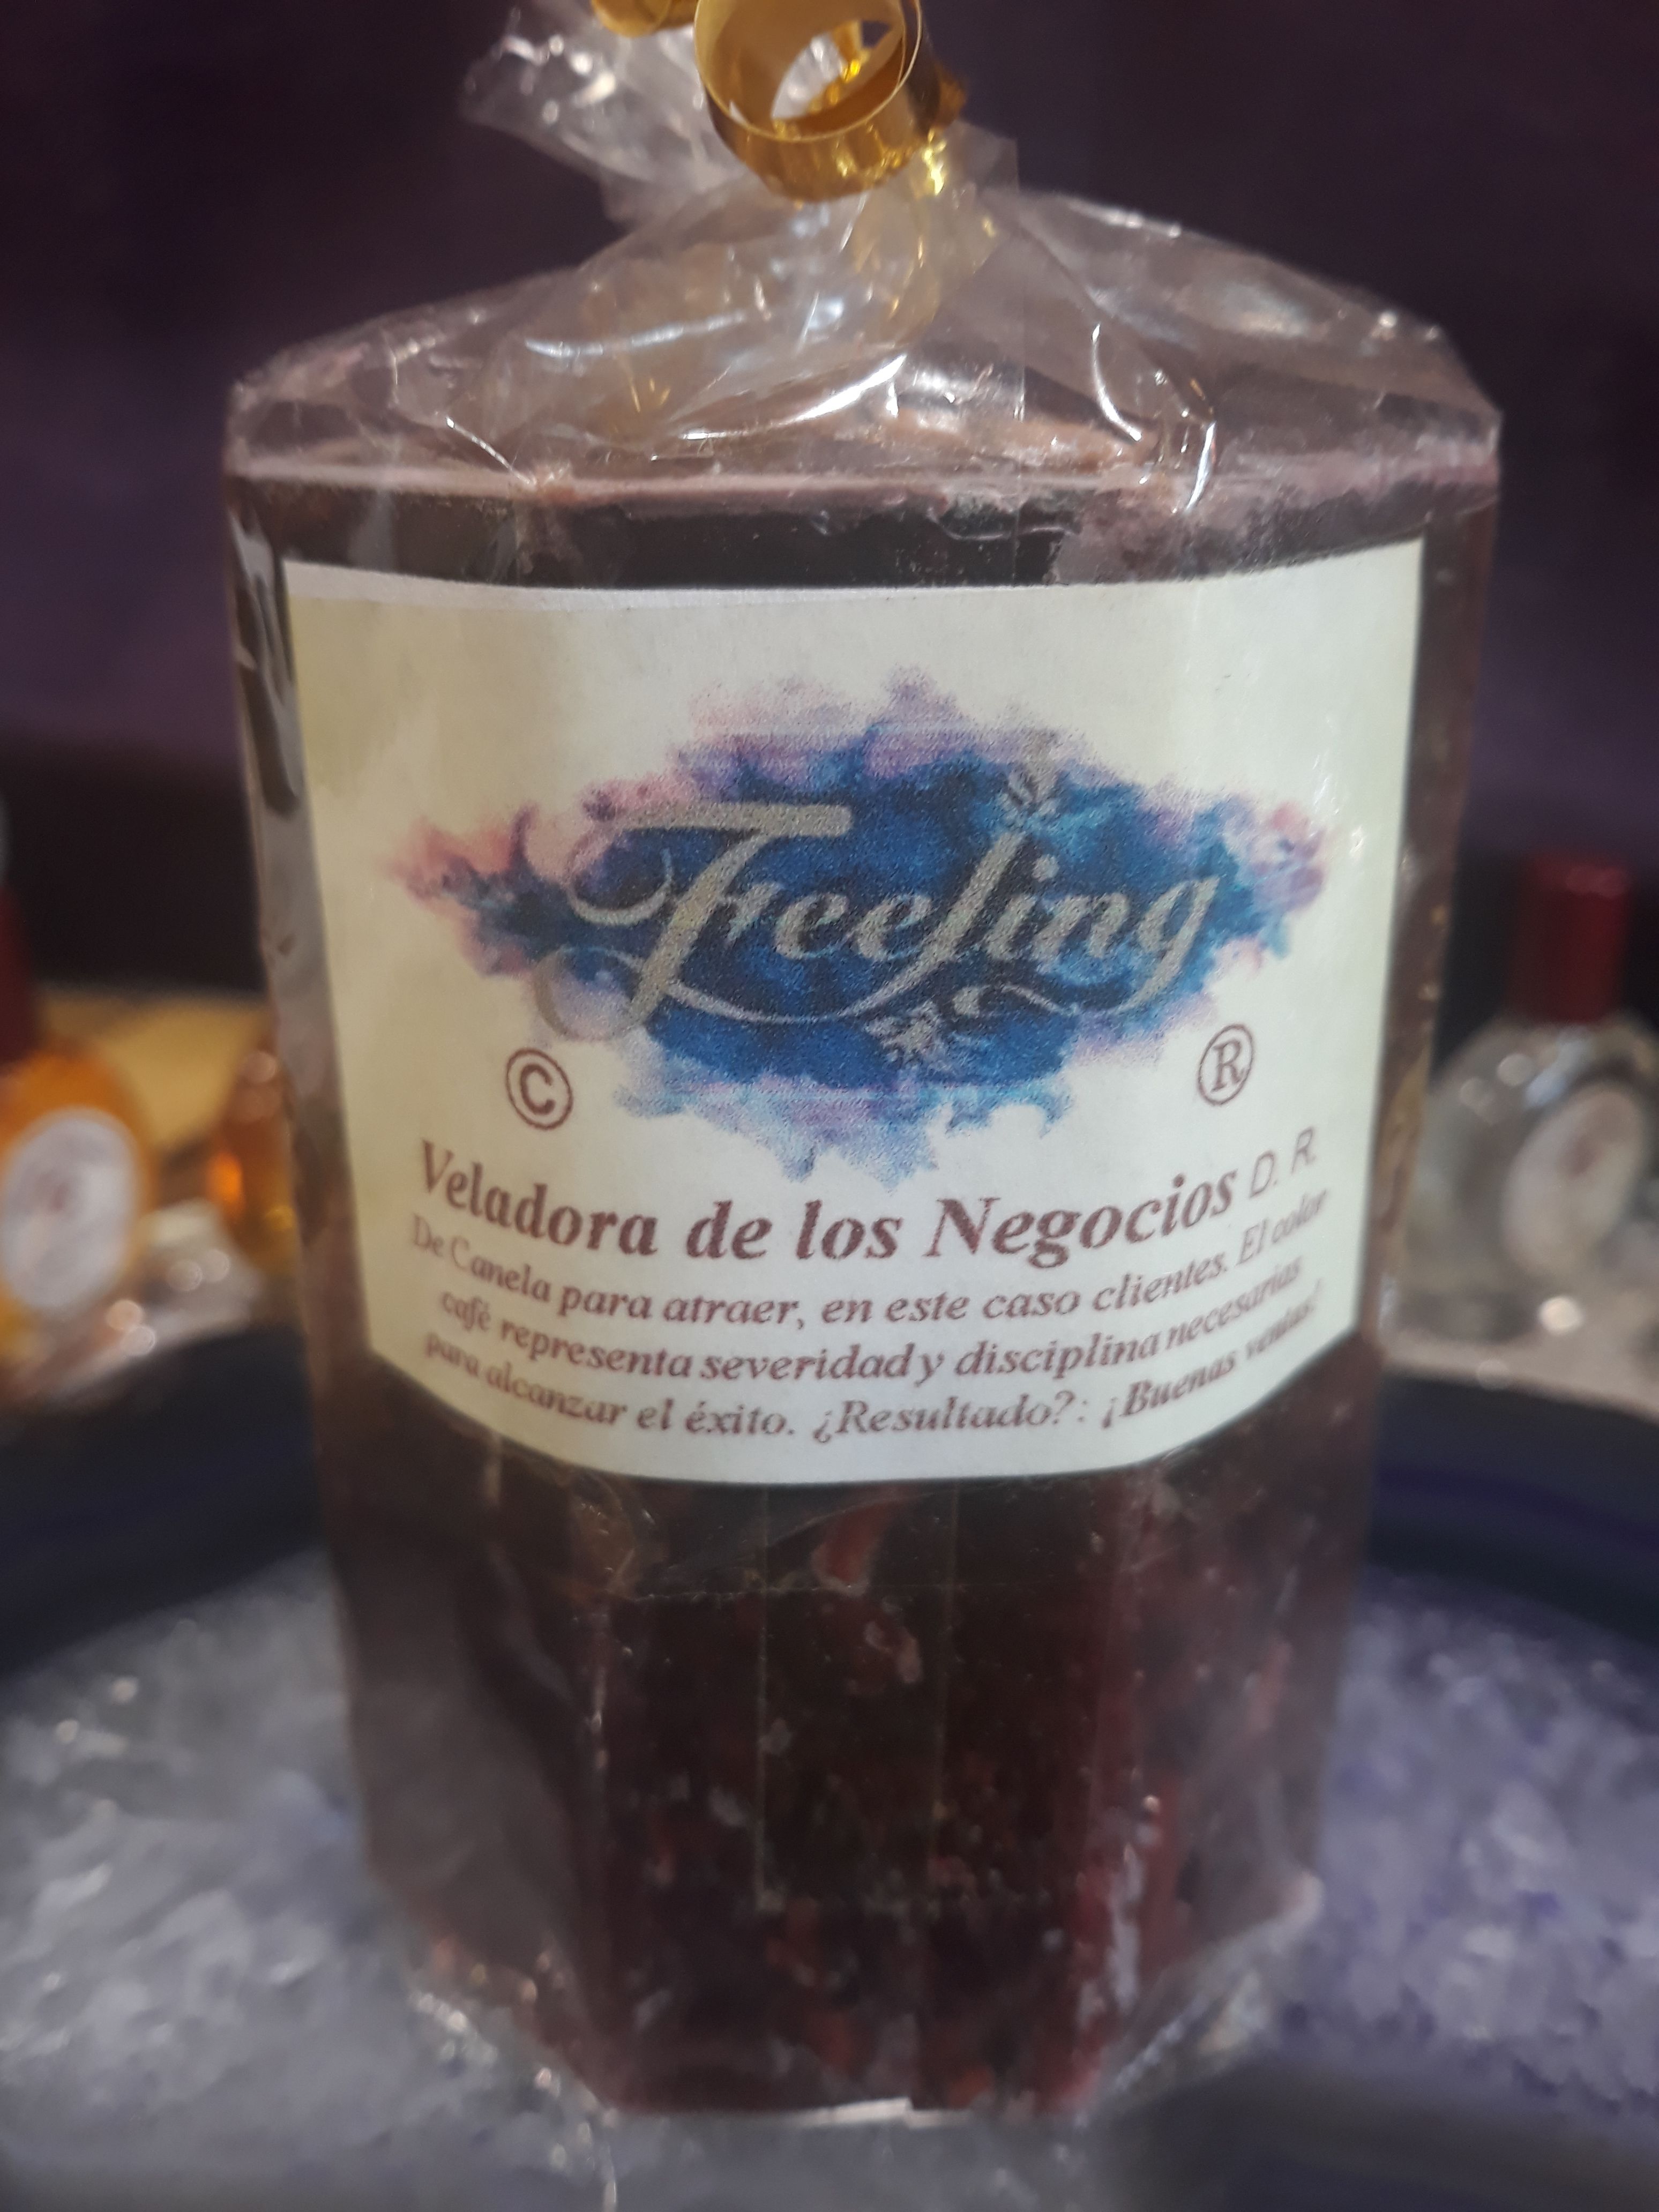 Freeling
© ®
Veladora de los Negocios D. R.
De Canela para atraer, en este caso clientes. El color
café representa severidad y disciplina necesarias
para alcanzar el éxito. ¿Resultado?: ¡Buenas ventas!